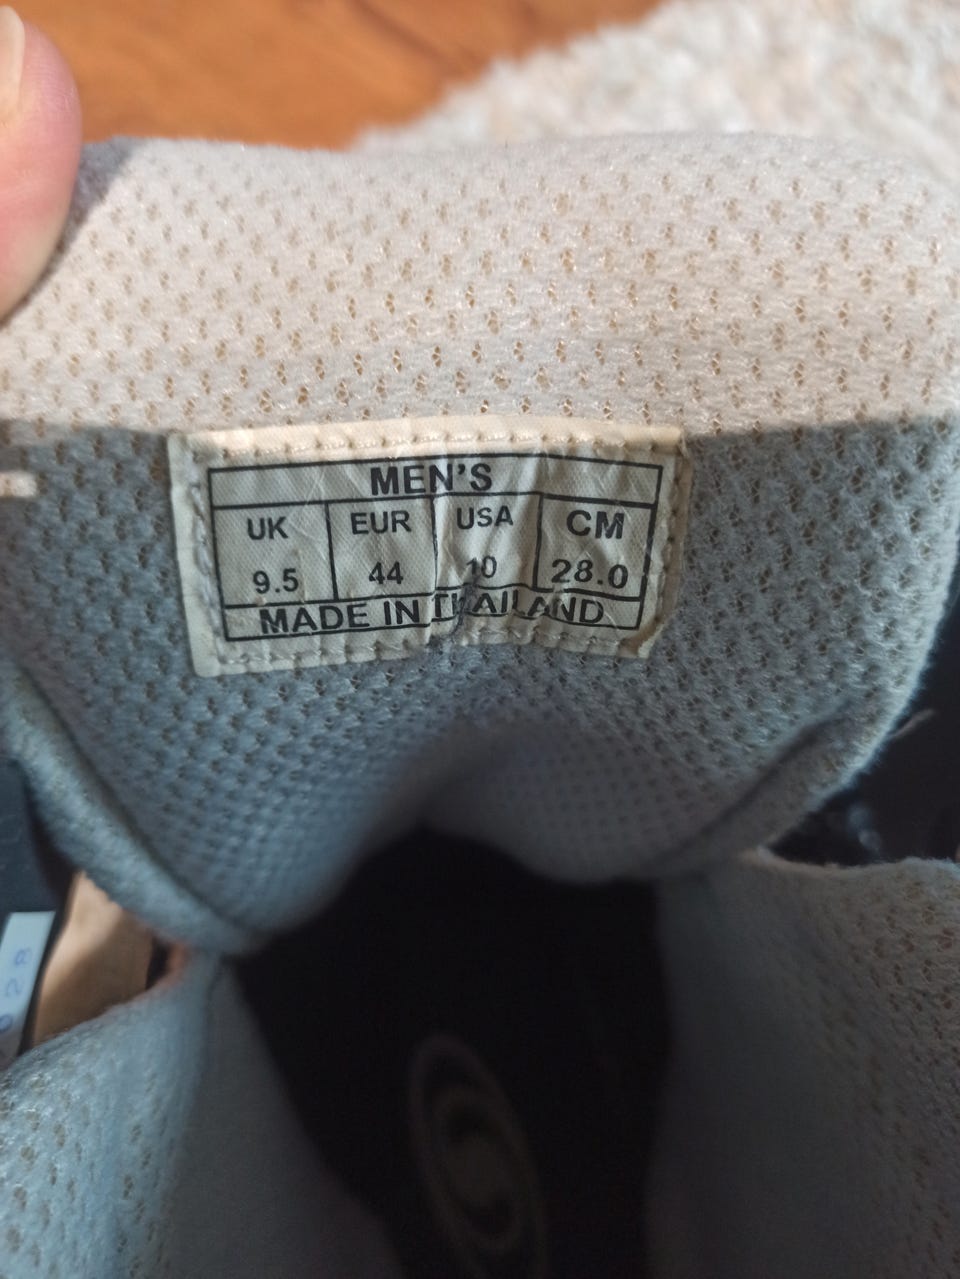 MEN'S
UK EUR USA CM
9.5 44 10 28.0
MADE IN THAILAND